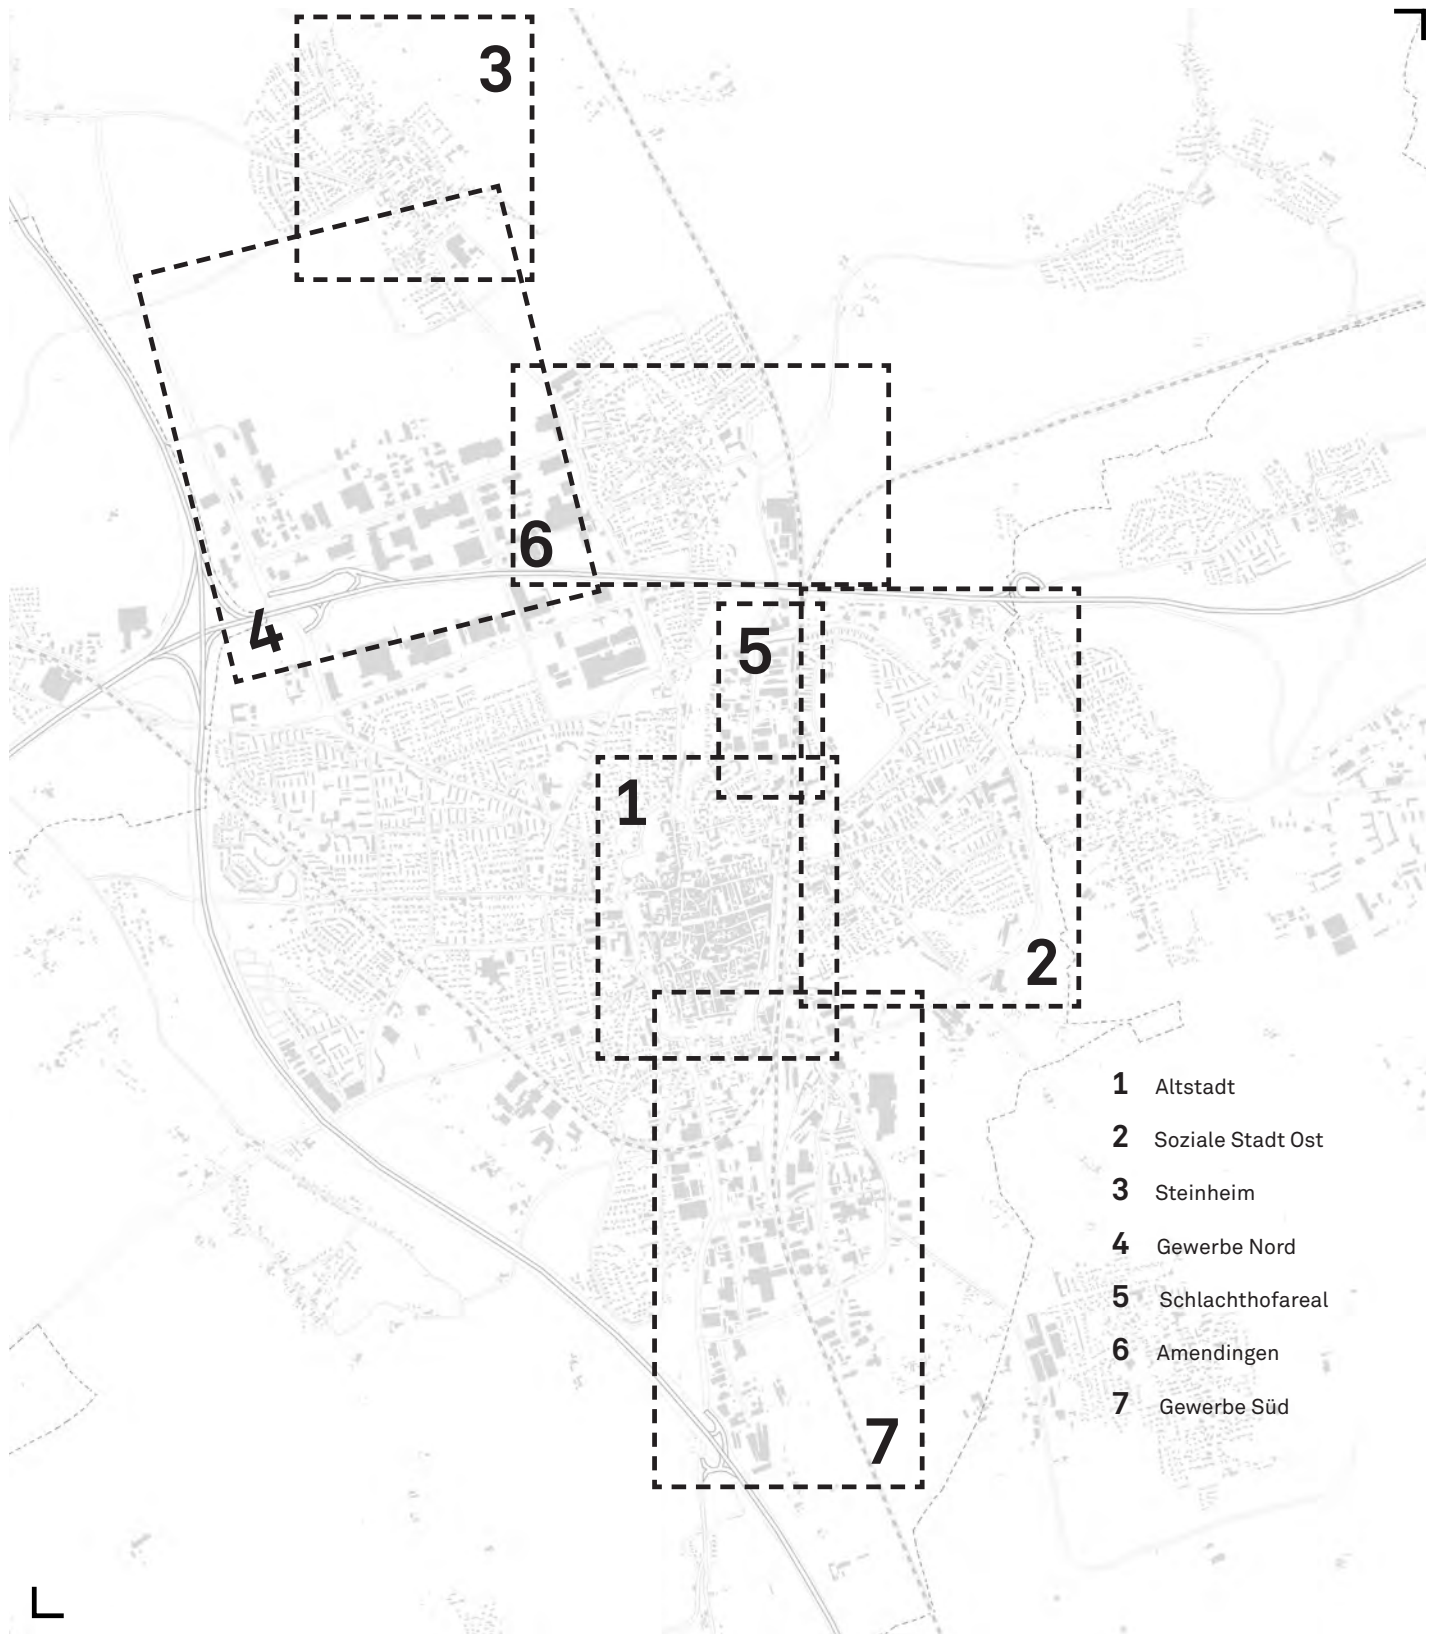 3
6
4
5
1
2
7
1 Altstadt
2 Soziale Stadt Ost
3 Steinheim
4 Gewerbe Nord
5 Schlachthofareal
6 Amendingen
7 Gewerbe Süd